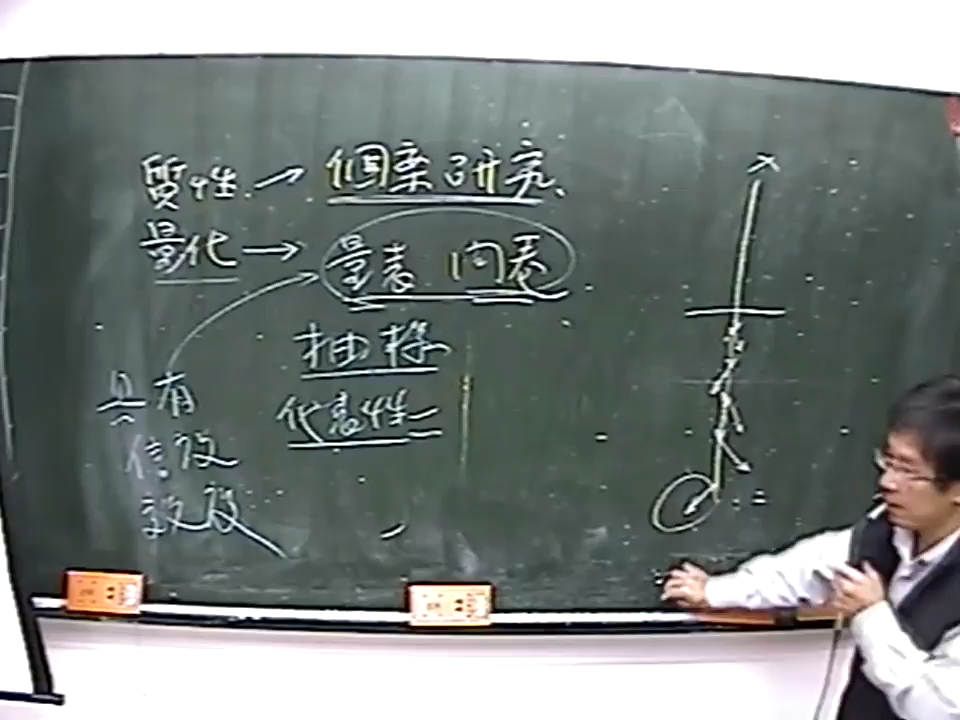 質性 → 個案研究
量化 → 量表 問卷
抽樣
代表性
具有
信度
效度